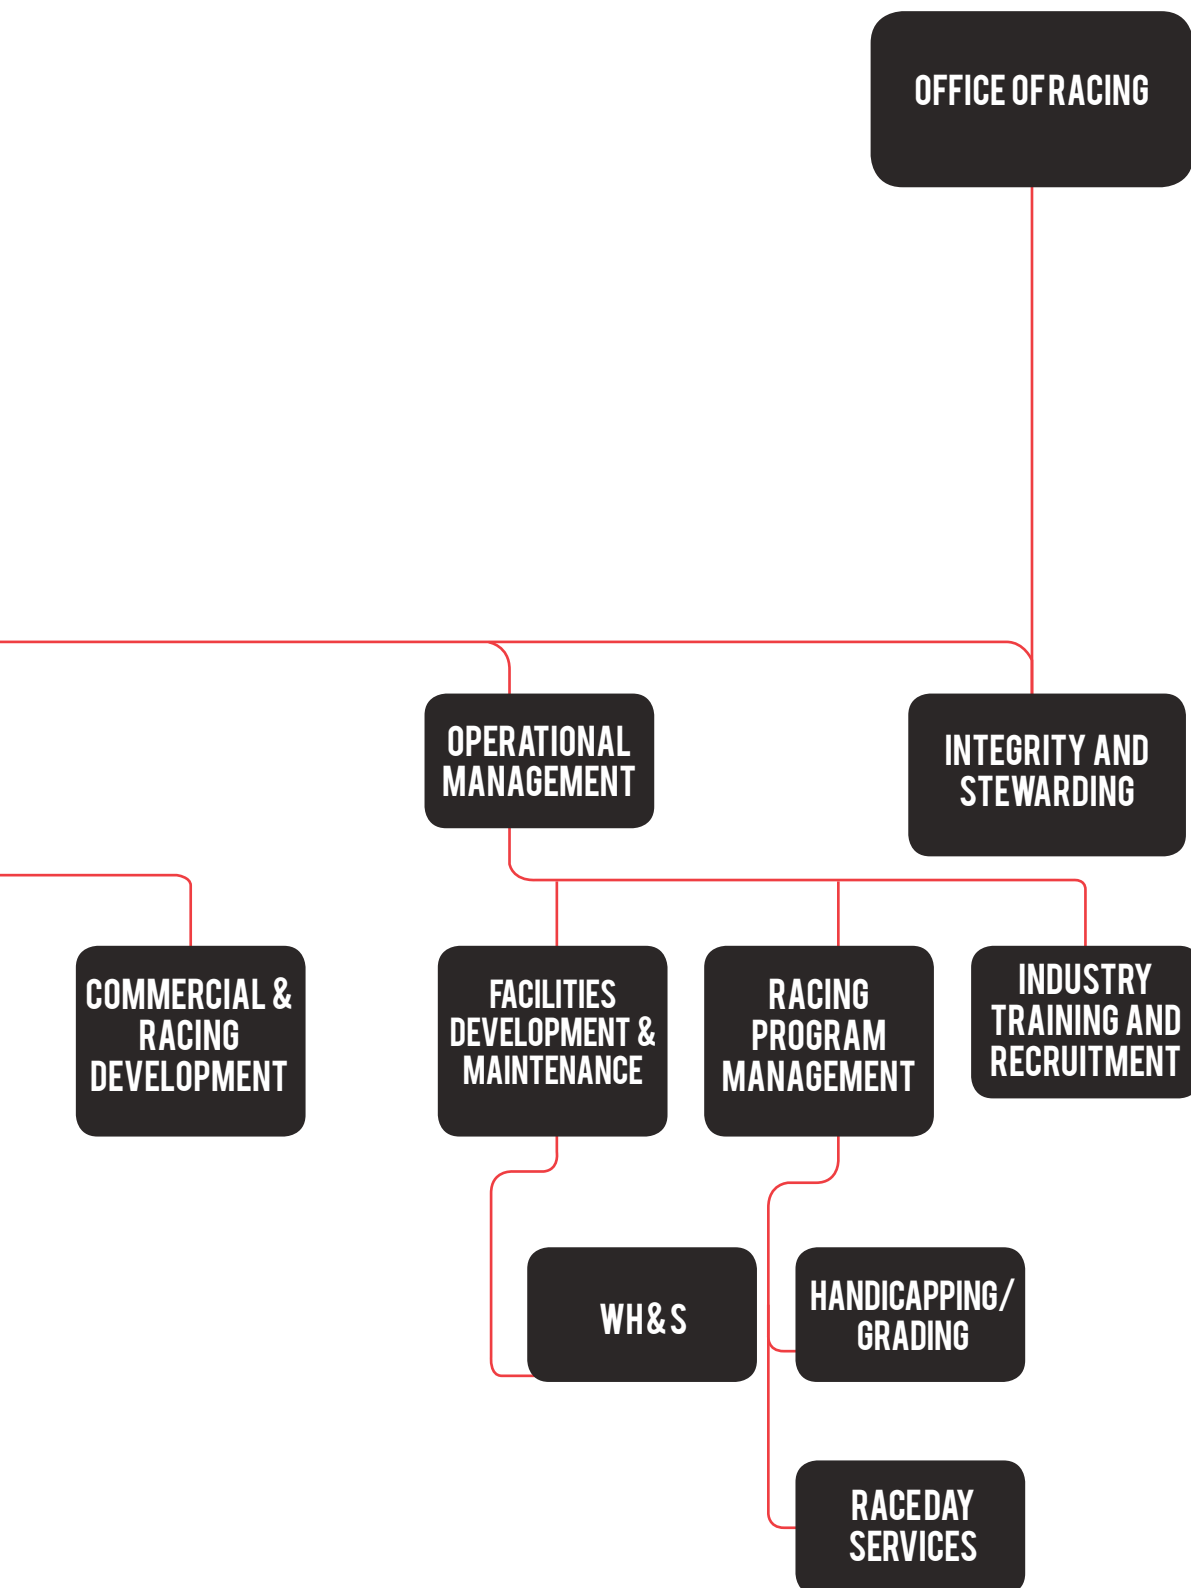 OFFICE OF RACING
OPERATIONAL
MANAGEMENT
INTEGRITY AND
STEWARDING
COMMERCIAL &
RACING
DEVELOPMENT
FACILITIES
DEVELOPMENT &
MAINTENANCE
RACING
PROGRAM
MANAGEMENT
INDUSTRY
TRAINING AND
RECRUITMENT
WH & S
HANDICAPPING/
GRADING
RACEDAY
SERVICES